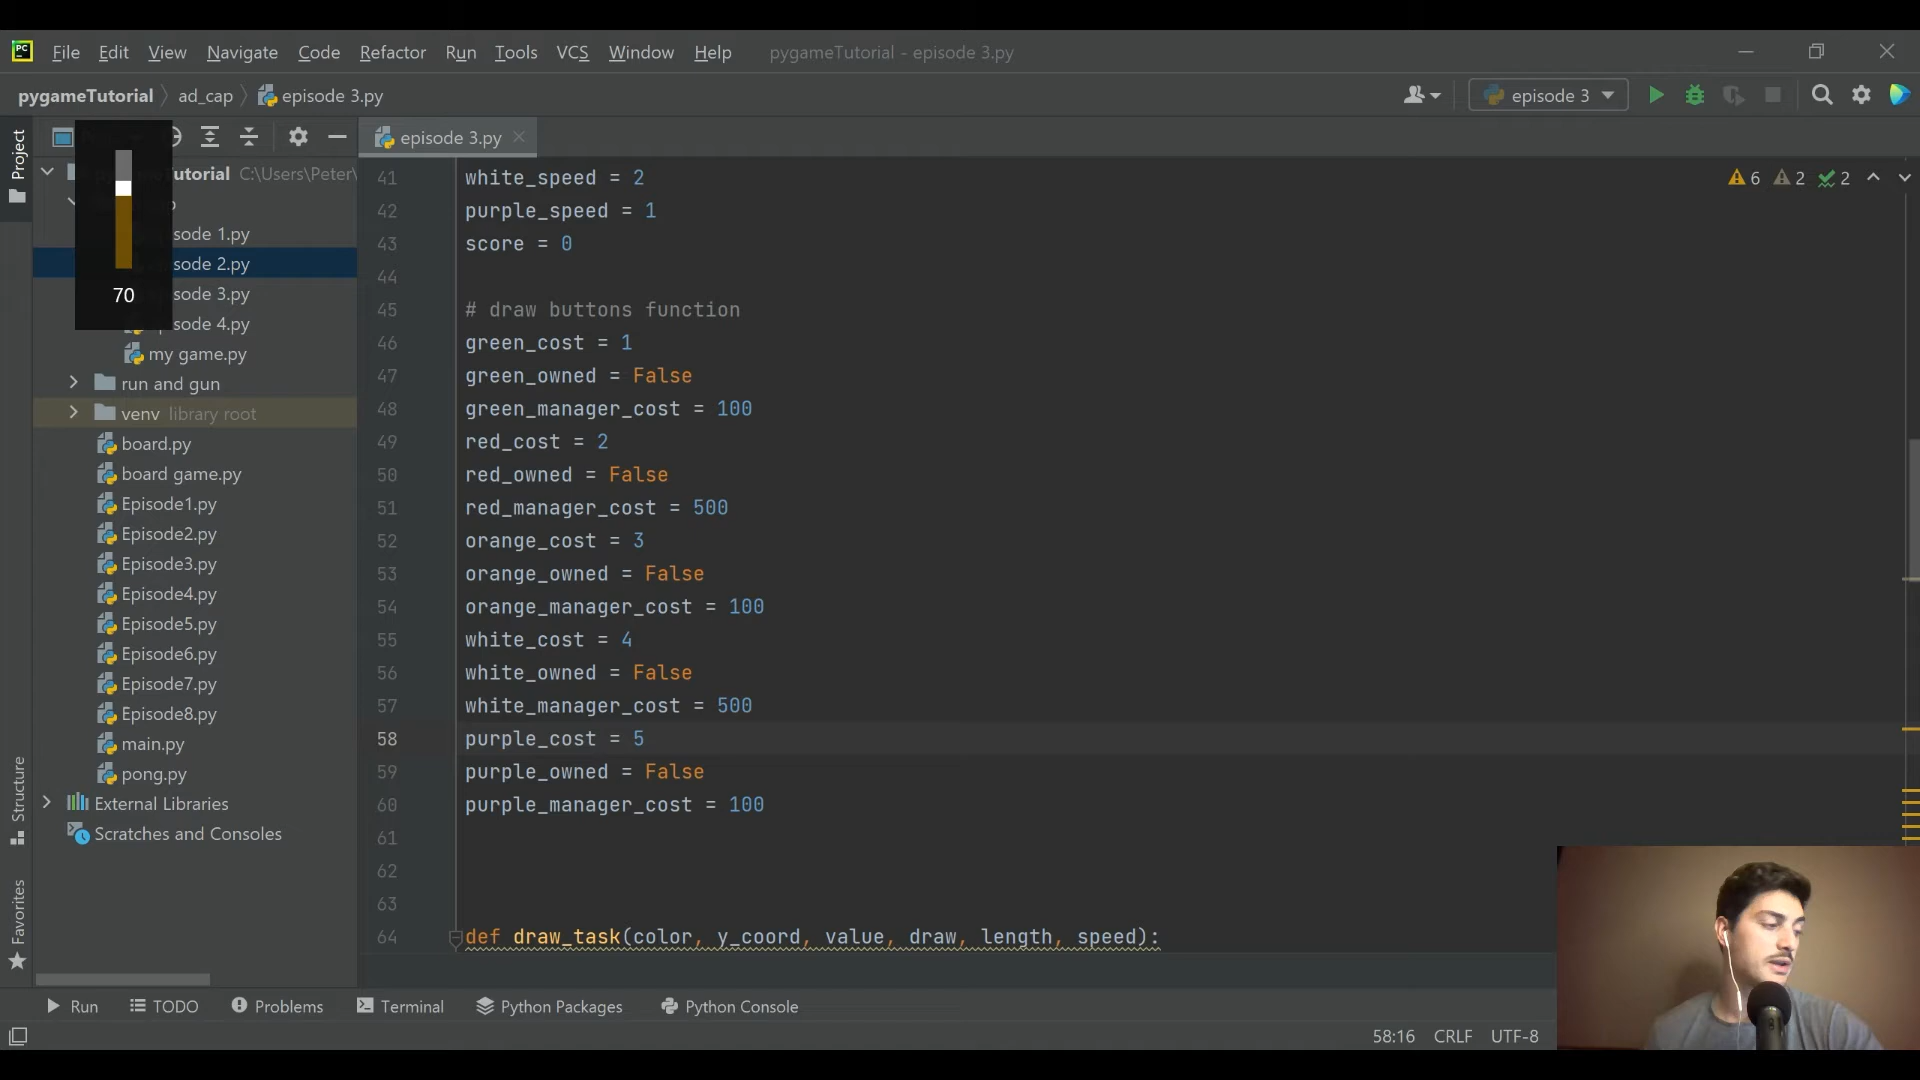 PC File Edit View Navigate Code Refactor Run Tools VCS Window Help pygameTutorial - episode 3.py
pygameTutorial ad_cap episode 3.py episode 3
episode 3.py
Project
Structure
Favorites
Tutorial C:\Users\Peter\
sode 1.py
sode 2.py
sode 3.py
70
isode 4.py
my game.py
run and gun
venv library root
board.py
board game.py
Episode1.py
Episode2.py
Episode3.py
Episode4.py
Episode5.py
Episode6.py
Episode7.py
Episode8.py
main.py
pong.py
External Libraries
Scratches and Consoles
6 2 2
41 white_speed = 2
42 purple_speed = 1
43 score = 0
44
45 # draw buttons function
46 green_cost = 1
47 green_owned = False
48 green_manager_cost = 100
49 red_cost = 2
50 red_owned = False
51 red_manager_cost = 500
52 orange_cost = 3
53 orange_owned = False
54 orange_manager_cost = 100
55 white_cost = 4
56 white_owned = False
57 white_manager_cost = 500
58 purple_cost = 5
59 purple_owned = False
60 purple_manager_cost = 100
61
62
63
64 def draw_task(color, y_coord, value, draw, length, speed):
Run TODO Problems Terminal Python Packages Python Console
58:16 CRLF UTF-8